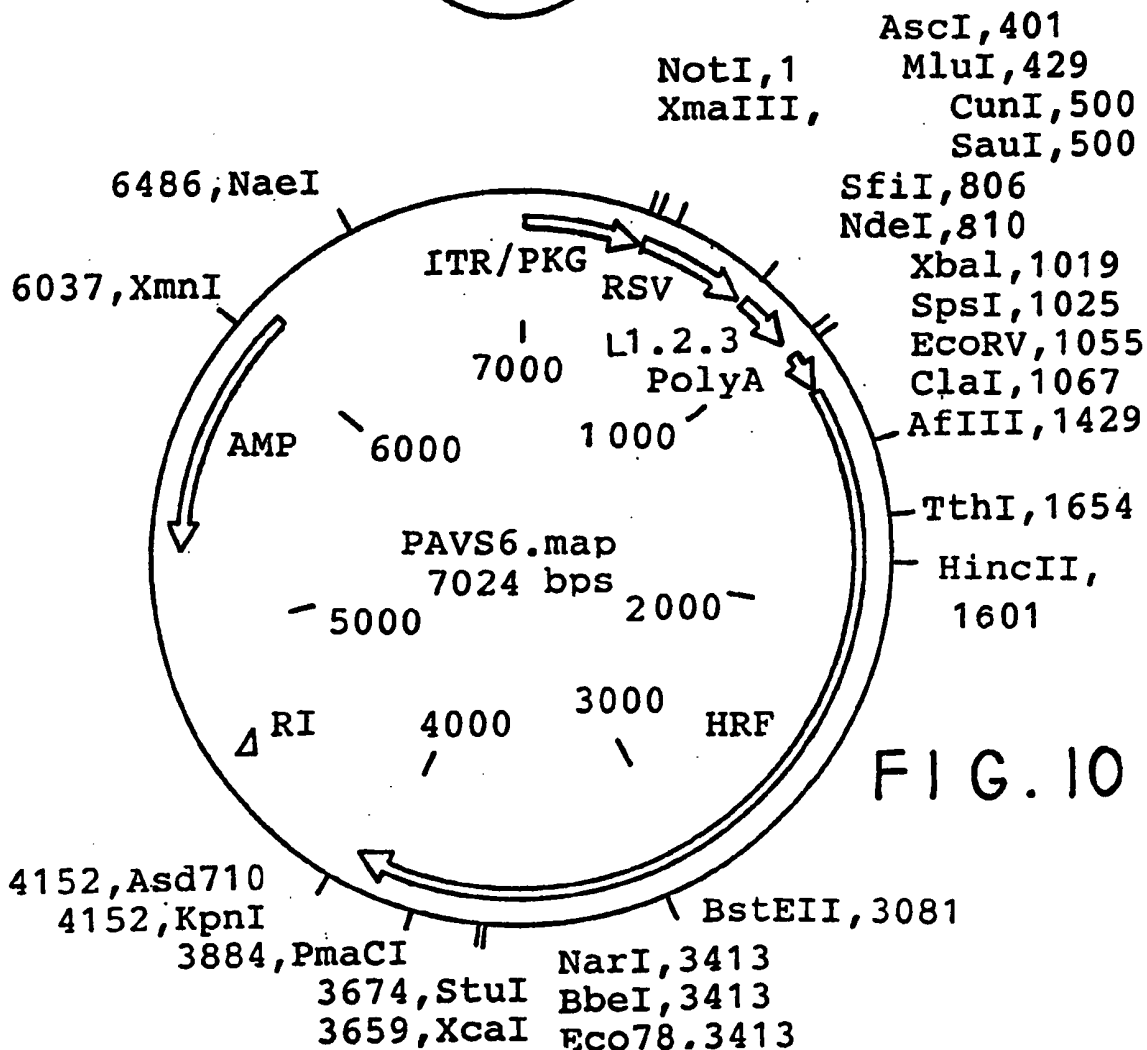 AscI,401
NotI,1
MluI,429
XmaIII,
CunI,500
SauI,500
6486,NaeI
SfiI,806
NdeI,810
ITR/PKG
XbaI,1019
6037,XmnI
RSV
SpsI,1025
L1.2.3
EcoRV,1055
7000
PolyA
ClaI,1067
AfIII,1429
1000
AMP
6000
TthI,1654
PAVS6.map
7024 bps
HincII,
1601
2000
5000
3000
RI
4000
HRF
FIG.10
4152,Asd710
4152,KpnI
BstEII,3081
3884,PmaCI
NarI,3413
3674,StuI
BbeI,3413
3659,XcaI
Eco78,3413